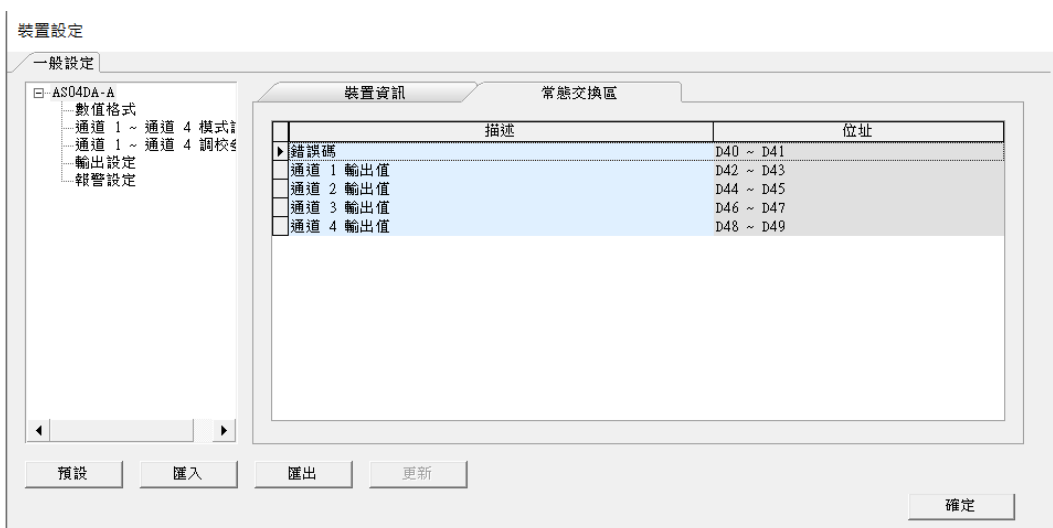 裝置設定
一般設定
AS04DA-A
數值格式
通道 1 ~ 通道 4 模式
通道 1 ~ 通道 4 調校
輸出設定
報警設定
裝置資訊
常態交換區
描述 位址
錯誤碼 D40 ~ D41
通道 1 輸出值 D42 ~ D43
通道 2 輸出值 D44 ~ D45
通道 3 輸出值 D46 ~ D47
通道 4 輸出值 D48 ~ D49
預設 匯入 匯出 更新
確定